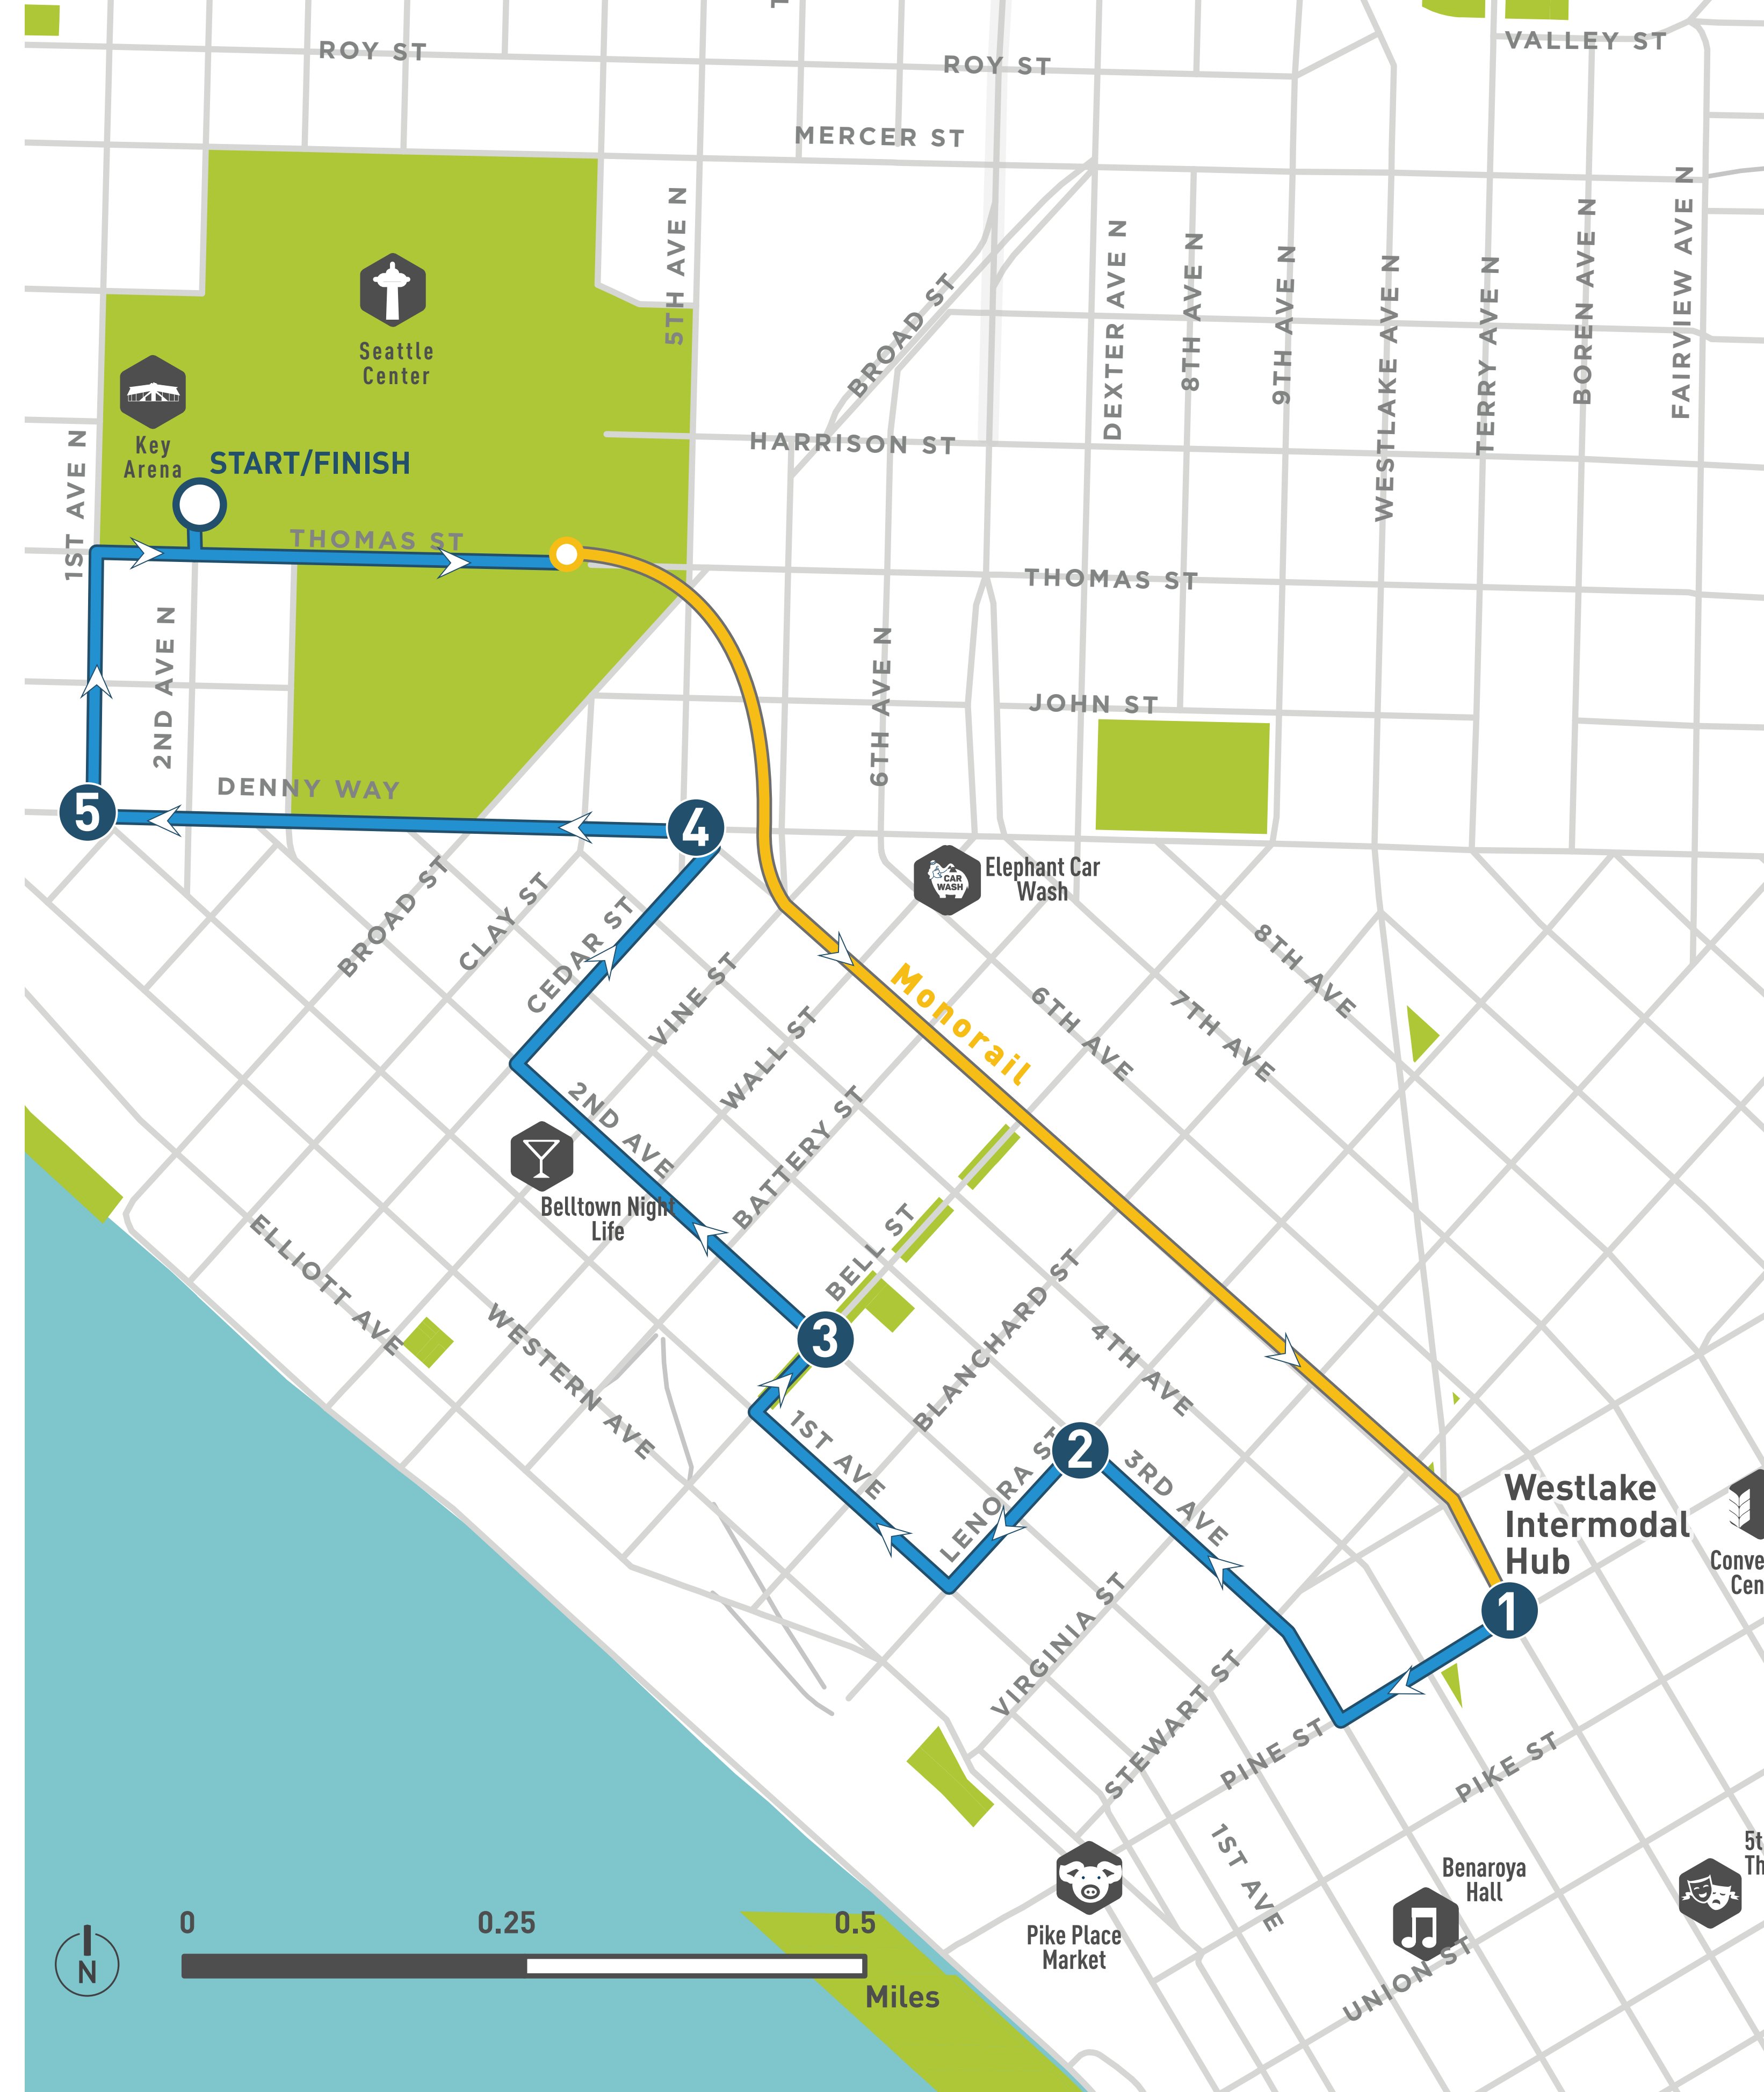 ROY ST
ROY ST
VALLEY ST
MERCER ST
5TH AVE N
BROAD ST
DEXTER AVE N
8TH AVE N
9TH AVE N
WESTLAKE AVE N
TERRY AVE N
BOREN AVE N
FAIRVIEW AVE N
Seattle
Center
Key
Arena
START/FINISH
1ST AVE N
HARRISON ST
THOMAS ST
THOMAS ST
2ND AVE N
6TH AVE N
JOHN ST
DENNY WAY
5
4
CAR
WASH
Elephant Car
Wash
BROAD ST
CLAY ST
CEDAR ST
VINE ST
WALL ST
BATTERY ST
Monorail
6TH AVE
7TH AVE
8TH AVE
2ND AVE
Belltown Night
Life
BELL ST
ELLIOTT AVE
WESTERN AVE
3
BLANCHARD ST
4TH AVE
1ST AVE
LENORA ST
2
3RD AVE
Westlake
Intermodal
Hub
1
Conve
Cen
VIRGINIA ST
STEWART ST
PINE ST
PIKE ST
1ST AVE
Benaroya
Hall
5t
Th
Pike Place
Market
UNION ST
0
0.25
0.5
Miles
N